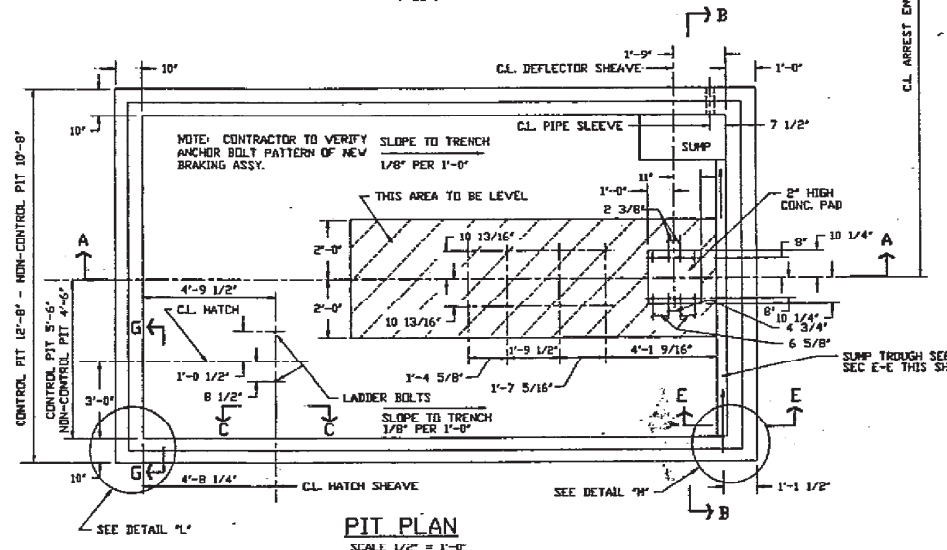 B
1'-9"
10"
C.L. DEFLECTOR SHEAVE
1'-0"
C.L. ARREST EN
10"
C.L. PIPE SLEEVE
7 1/2"
NOTE: CONTRACTOR TO VERIFY
ANCHOR BOLT PATTERN OF NEW
BRAKING ASSY.
SLOPE TO TRENCH
1/8" PER 1'-0"
SUMP
11"
1'-0"
2 3/8"
2" HIGH
CONC. PAD
THIS AREA TO BE LEVEL
CONTROL PIT 12'-8" - NON-CONTROL PIT 10'-8"
CONTROL PIT 5'-6"
NON-CONTROL PIT 4'-6"
A
2'-0"
10 13/16"
8"
10 1/4"
A
4'-9 1/2"
C.L. HATCH
G
2'-0"
10 13/16"
8"
10 1/4"
4 3/4"
6 5/8"
1'-9 1/2"
4'-1 9/16"
1'-0 1/2"
1'-4 5/8"
1'-7 5/16"
SUMP TROUGH SEE
SEC E-E THIS SH
3'-0"
8 1/2"
LADDER BOLTS
C
C
SLOPE TO TRENCH
1/8" PER 1'-0"
E
E
10"
G
4'-8 1/4"
C.L. HATCH SHEAVE
SEE DETAIL "M"
1'-1 1/2"
SEE DETAIL "L"
B
PIT PLAN
SCALE 1/2" = 1'-0"